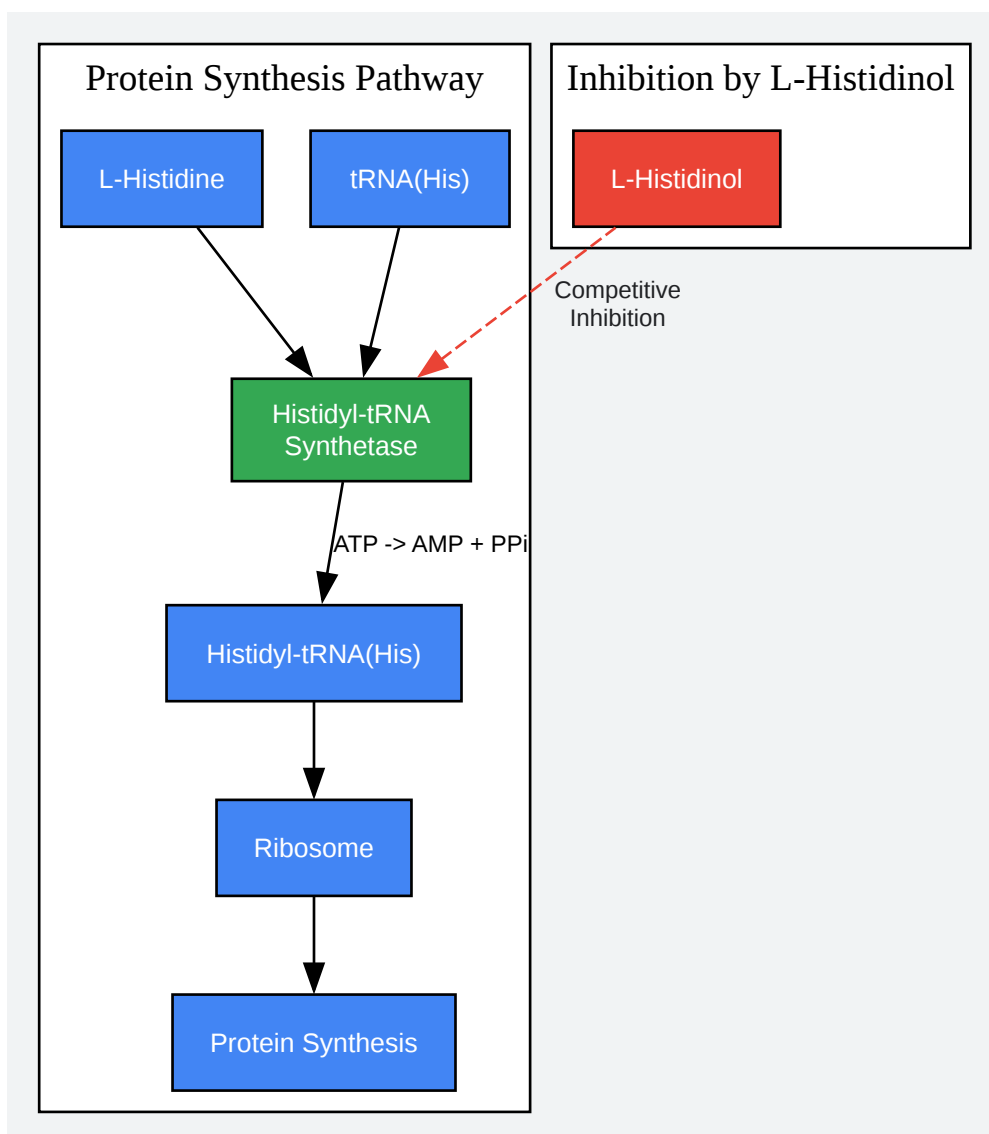 Protein Synthesis Pathway
Inhibition by L-Histidinol
L-Histidine
tRNA(His)
L-Histidinol
Competitive
Inhibition
Histidyl-tRNA
Synthetase
ATP -> AMP + PPi
Histidyl-tRNA(His)
Ribosome
Protein Synthesis